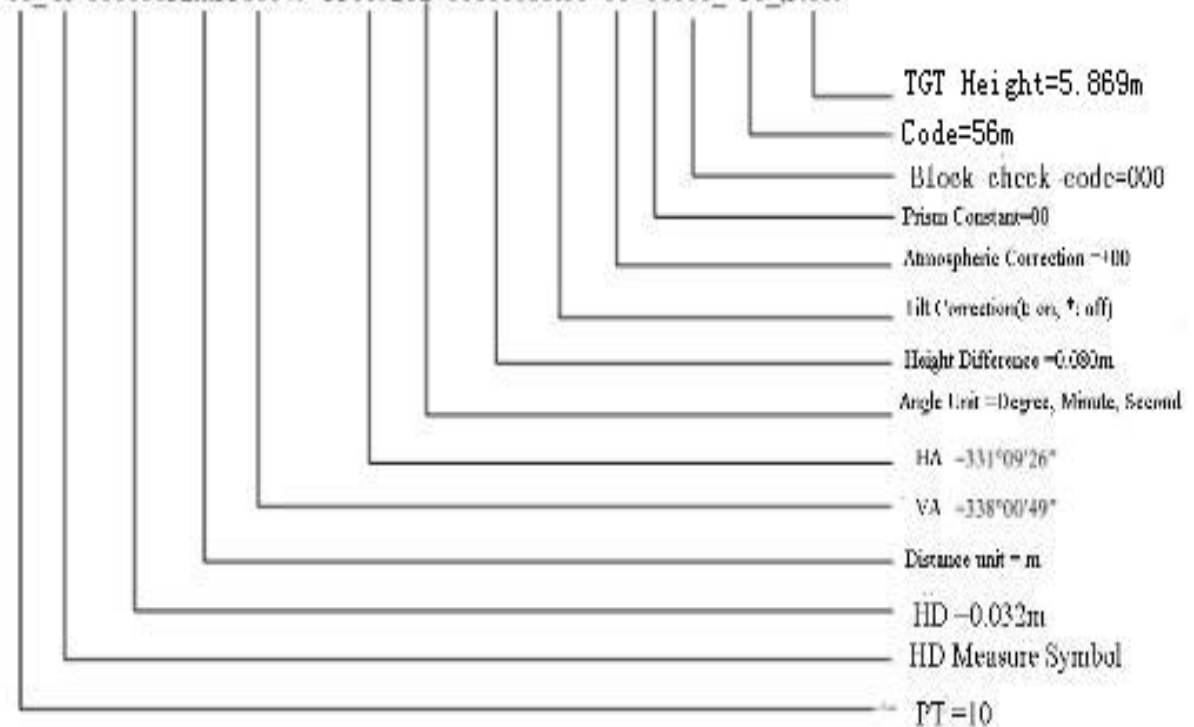 TGT Height=5.869m
Code=56m
Block check code=000
Prism Constant=00
Atmospheric Correction =+00
Tilt Correction(t: on, *: off)
Height Difference =0.080m
Angle Unit =Degree, Minute, Second
HA =331°09'26"
VA =338°00'49"
Distance unit = m
HD =0.032m
HD Measure Symbol
PT =10